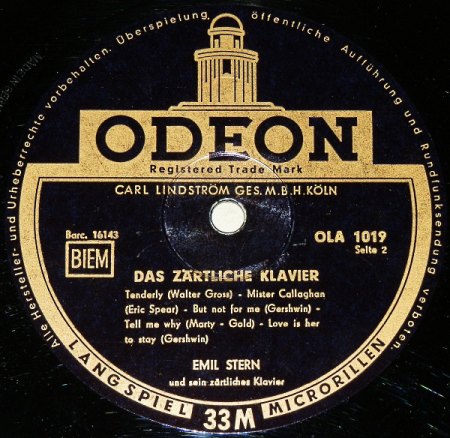 Alle Hersteller- und Urheberrechte vorbehalten. Überspielung, öffentliche Aufführung und Rundfunksendung verboten.
ODEON
Registered Trade Mark
CARL LINDSTRÖM GES.M.B.H.KÖLN
Barc. 16143
BIEM
OLA 1019
Seite 2
DAS ZÄRTLICHE KLAVIER
Tenderly (Walter Gross) - Mister Callaghan
(Eric Spear) - But not for me (Gershwin) -
Tell me why (Marty - Gold) - Love is her
to stay (Gershwin)
EMIL STERN
und sein zärtliches Klavier
LANGSPIEL 33M MICRORILLEN